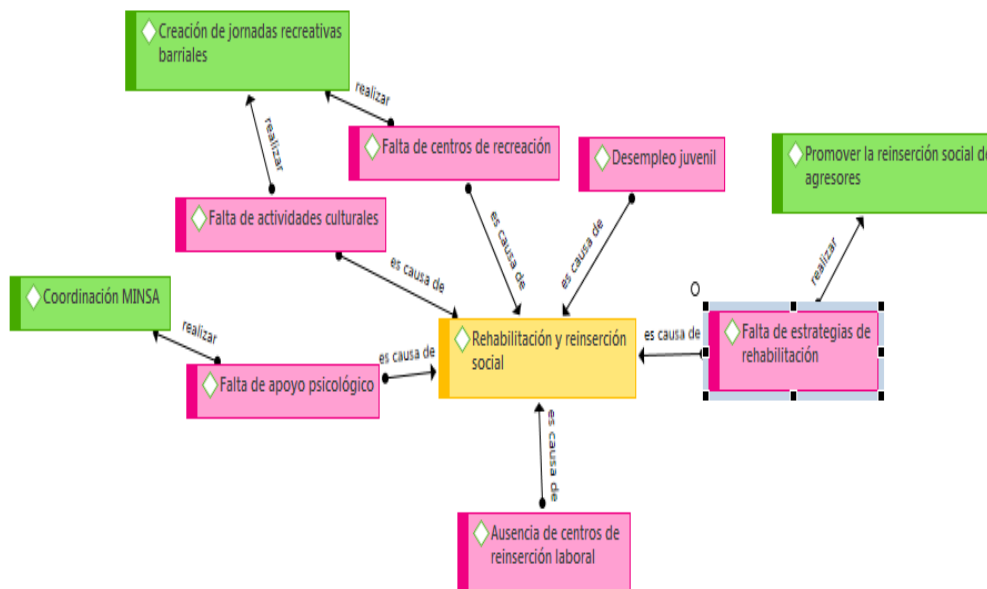 Creación de jornadas recreativas
barriales
realizar
realizar
Falta de centros de recreación
Desempleo juvenil
Promover la reinserción social de
agresores
Falta de actividades culturales
es causa de
es causa de
es causa de
realizar
Coordinación MINSA
realizar
Rehabilitación y reinserción
social
es causa de
Falta de estrategias de
rehabilitación
es causa de
Falta de apoyo psicológico
es causa de
Ausencia de centros de
reinserción laboral